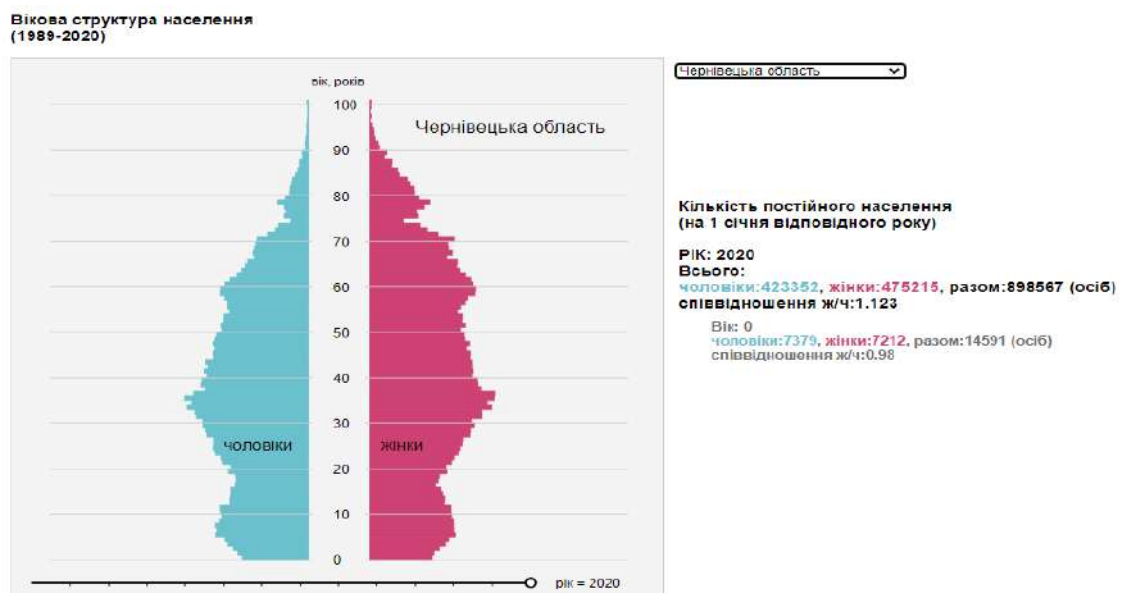 Вікова структура населення
(1989-2020)
вік, років
100
Чернівецька область
90
80
70
60
50
40
30
чоловіки
жінки
20
10
0
рік = 2020
Чернівецька область
Кількість постійного населення
(на 1 січня відповідного року)
РІК: 2020
Всього:
чоловіки:423352, жінки:475215, разом:898567 (осіб)
співвідношення ж/ч:1.123
Вік: 0
чоловіки:7379, жінки:7212, разом:14591 (осіб)
співвідношення ж/ч:0.98